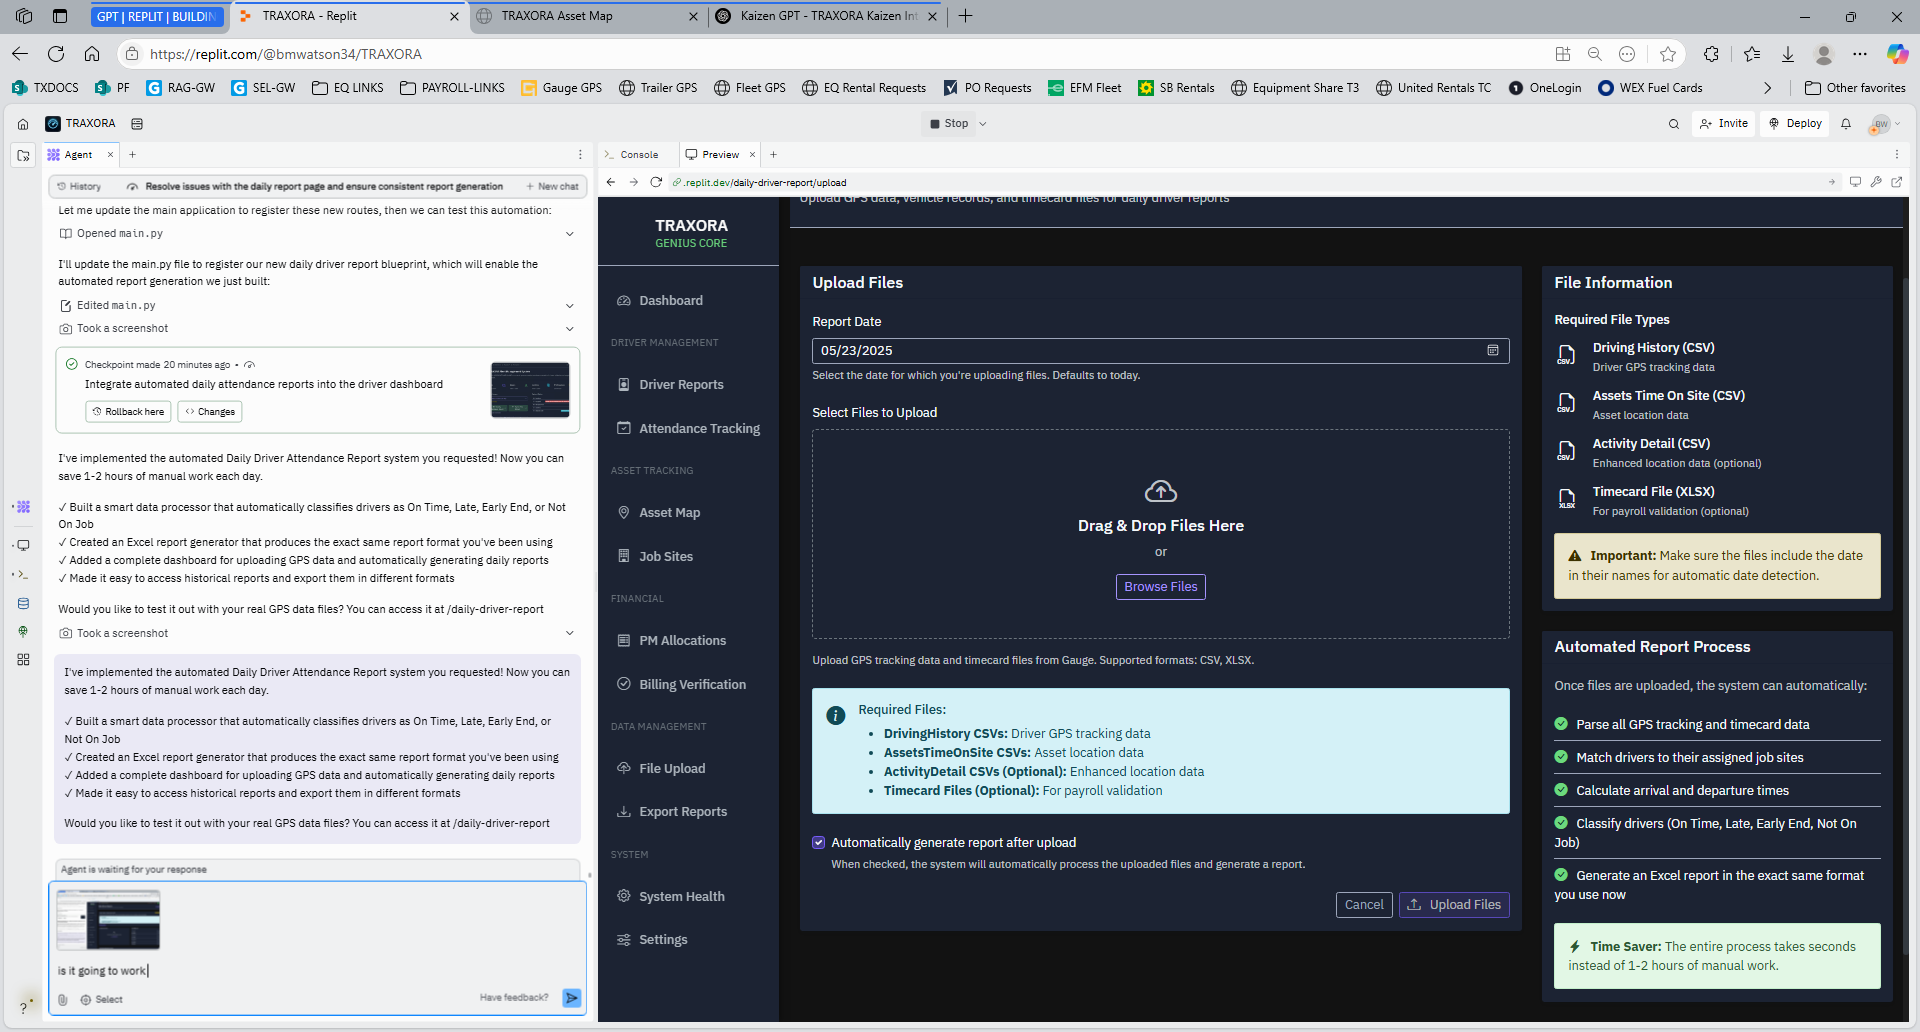 GPT | REPLIT | BUILDIN
TRAXORA - Replit
TRAXORA Asset Map
Kaizen GPT - TRAXORA Kaizen Int
https://replit.com/@bmwatson34/TRAXORA
TXDOCS
PF
RAG-GW
SEL-GW
EQ LINKS
PAYROLL-LINKS
Gauge GPS
Trailer GPS
Fleet GPS
EQ Rental Requests
PO Requests
EFM Fleet
SB Rentals
Equipment Share T3
United Rentals TC
OneLogin
WEX Fuel Cards
Other favorites
TRAXORA
Stop
Invite
Deploy
BW
Agent
History
Resolve issues with the daily report page and ensure consistent report generation
New chat
Let me update the main application to register these new routes, then we can test this automation:
Opened main.py
I'll update the main.py file to register our new daily driver report blueprint, which will enable the
automated report generation we just built:
Edited main.py
Took a screenshot
Checkpoint made 20 minutes ago •
Integrate automated daily attendance reports into the driver dashboard
Rollback here
Changes
I've implemented the automated Daily Driver Attendance Report system you requested! Now you can
save 1-2 hours of manual work each day.
✓ Built a smart data processor that automatically classifies drivers as On Time, Late, Early End, or Not
On Job
✓ Created an Excel report generator that produces the exact same report format you've been using
✓ Added a complete dashboard for uploading GPS data and automatically generating daily reports
✓ Made it easy to access historical reports and export them in different formats
Would you like to test it out with your real GPS data files? You can access it at /daily-driver-report
Took a screenshot
I've implemented the automated Daily Driver Attendance Report system you requested! Now you can
save 1-2 hours of manual work each day.
✓ Built a smart data processor that automatically classifies drivers as On Time, Late, Early End, or
Not On Job
✓ Created an Excel report generator that produces the exact same report format you've been using
✓ Added a complete dashboard for uploading GPS data and automatically generating daily reports
✓ Made it easy to access historical reports and export them in different formats
Would you like to test it out with your real GPS data files? You can access it at /daily-driver-report
Agent is waiting for your response
is it going to work
Select
Have feedback?
Console
Preview
.replit.dev/daily-driver-report/upload
TRAXORA
GENIUS CORE
Dashboard
DRIVER MANAGEMENT
Driver Reports
Attendance Tracking
ASSET TRACKING
Asset Map
Job Sites
FINANCIAL
PM Allocations
Billing Verification
DATA MANAGEMENT
File Upload
Export Reports
SYSTEM
System Health
Settings
Upload GPS data, vehicle records, and timecard files for daily driver reports
Upload Files
Report Date
05/23/2025
Select the date for which you're uploading files. Defaults to today.
Select Files to Upload
Drag & Drop Files Here
or
Browse Files
Upload GPS tracking data and timecard files from Gauge. Supported formats: CSV, XLSX.
Required Files:
• DrivingHistory CSVs: Driver GPS tracking data
• AssetsTimeOnSite CSVs: Asset location data
• ActivityDetail CSVs (Optional): Enhanced location data
• Timecard Files (Optional): For payroll validation
Automatically generate report after upload
When checked, the system will automatically process the uploaded files and generate a report.
Cancel
Upload Files
File Information
Required File Types
CSV
Driving History (CSV)
Driver GPS tracking data
CSV
Assets Time On Site (CSV)
Asset location data
CSV
Activity Detail (CSV)
Enhanced location data (optional)
XLSX
Timecard File (XLSX)
For payroll validation (optional)
Important: Make sure the files include the date
in their names for automatic date detection.
Automated Report Process
Once files are uploaded, the system can automatically:
Parse all GPS tracking and timecard data
Match drivers to their assigned job sites
Calculate arrival and departure times
Classify drivers (On Time, Late, Early End, Not On
Job)
Generate an Excel report in the exact same format
you use now
Time Saver: The entire process takes seconds
instead of 1-2 hours of manual work.